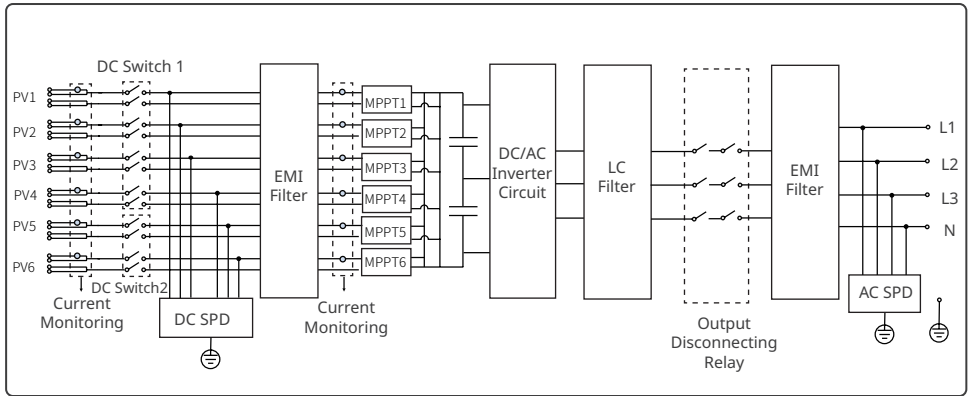 DC Switch 1
PV1
PV2
PV3
PV4
PV5
PV6
DC Switch2
Current
Monitoring
DC SPD
EMI
Filter
Current
Monitoring
MPPT1
MPPT2
MPPT3
MPPT4
MPPT5
MPPT6
DC/AC
Inverter
Circuit
LC
Filter
Output
Disconnecting
Relay
EMI
Filter
L1
L2
L3
N
AC SPD